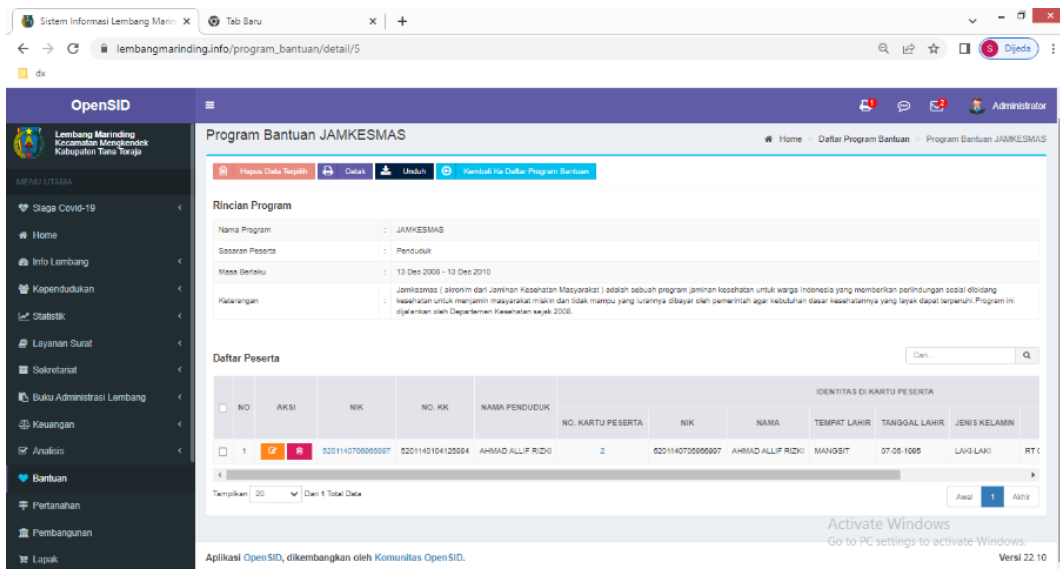 Sistem Informasi Lembang Marin
Tab Baru
lembangmarinding.info/program_bantuan/detail/5
S Dijeda
dx
OpenSID
1 2 Administrator
Lembang Marinding
Kecamatan Mengkendek
Kabupaten Tana Toraja
Program Bantuan JAMKESMAS
Home > Daftar Program Bantuan > Program Bantuan JAMKESMAS
MENU UTAMA
Siaga Covid-19
Home
Info Lembang
Kependudukan
Statistik
Layanan Surat
Sekretariat
Buku Administrasi Lembang
Keuangan
Analisis
Bantuan
Pertanahan
Pembangunan
Lapak
Hapus Data Terpilih Cetak Unduh Kembali Ke Daftar Program Bantuan
Rincian Program
Nama Program : JAMKESMAS
Sasaran Peserta : Penduduk
Masa Berlaku : 13 Dec 2008 - 13 Dec 2010
Keterangan : Jamkesmas ( akronim dari Jaminan Kesehatan Masyarakat ) adalah sebuah program jaminan kesehatan untuk warga Indonesia yang memberikan perlindungan sosial dibidang
kesehatan untuk menjamin masyarakat miskin dan tidak mampu yang iurannya dibayar oleh pemerintah agar kebutuhan dasar kesehatannya yang layak dapat terpenuhi.Program ini
dijalankan oleh Departemen Kesehatan sejak 2008.
Daftar Peserta
Cari...
NO AKSI NIK NO. KK NAMA PENDUDUK
IDENTITAS DI KARTU PESERTA
NO. KARTU PESERTA NIK NAMA TEMPAT LAHIR TANGGAL LAHIR JENIS KELAMIN
1 AHMAD ALLIF RIZKI 2 AHMAD ALLIF RIZKI MANGSIT LAKI-LAKI RT
Tampilkan 20 Dari 1 Total Data
Awal 1 Akhir
Activate Windows
Go to PC settings to activate Windows.
Aplikasi OpenSID, dikembangkan oleh Komunitas OpenSID.
Versi 22.10